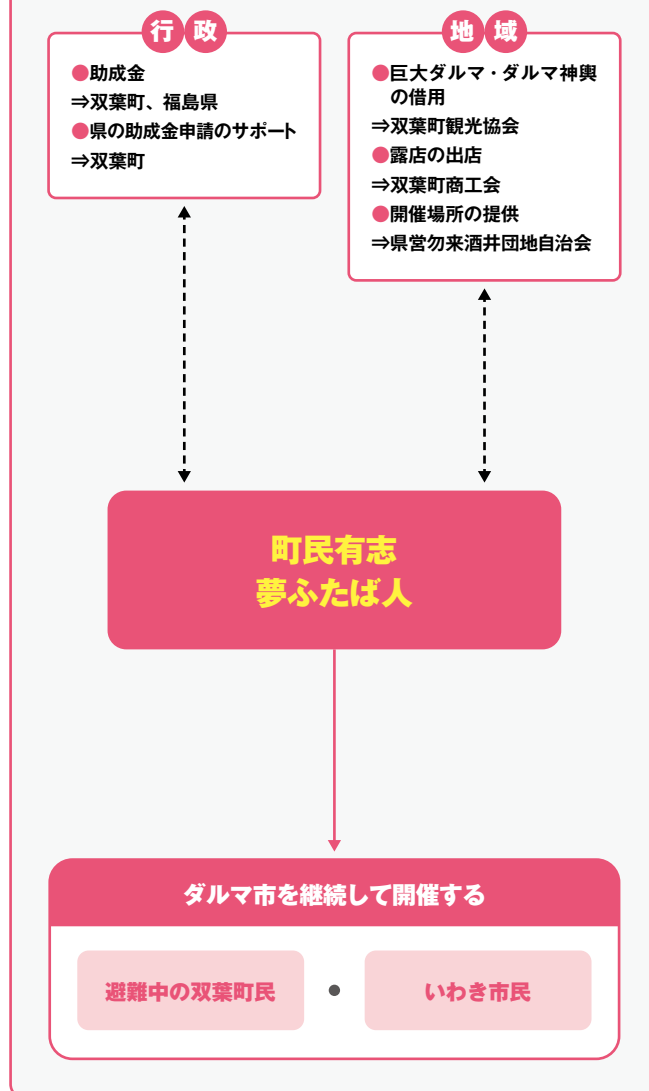 行政
●助成金
⇒双葉町、福島県
●県の助成金申請のサポート
⇒双葉町
地域
●巨大ダルマ・ダルマ神輿
の借用
⇒双葉町観光協会
●露店の出店
⇒双葉町商工会
●開催場所の提供
⇒県営勿来酒井団地自治会
町民有志
夢ふたば人
ダルマ市を継続して開催する
避難中の双葉町民 ● いわき市民